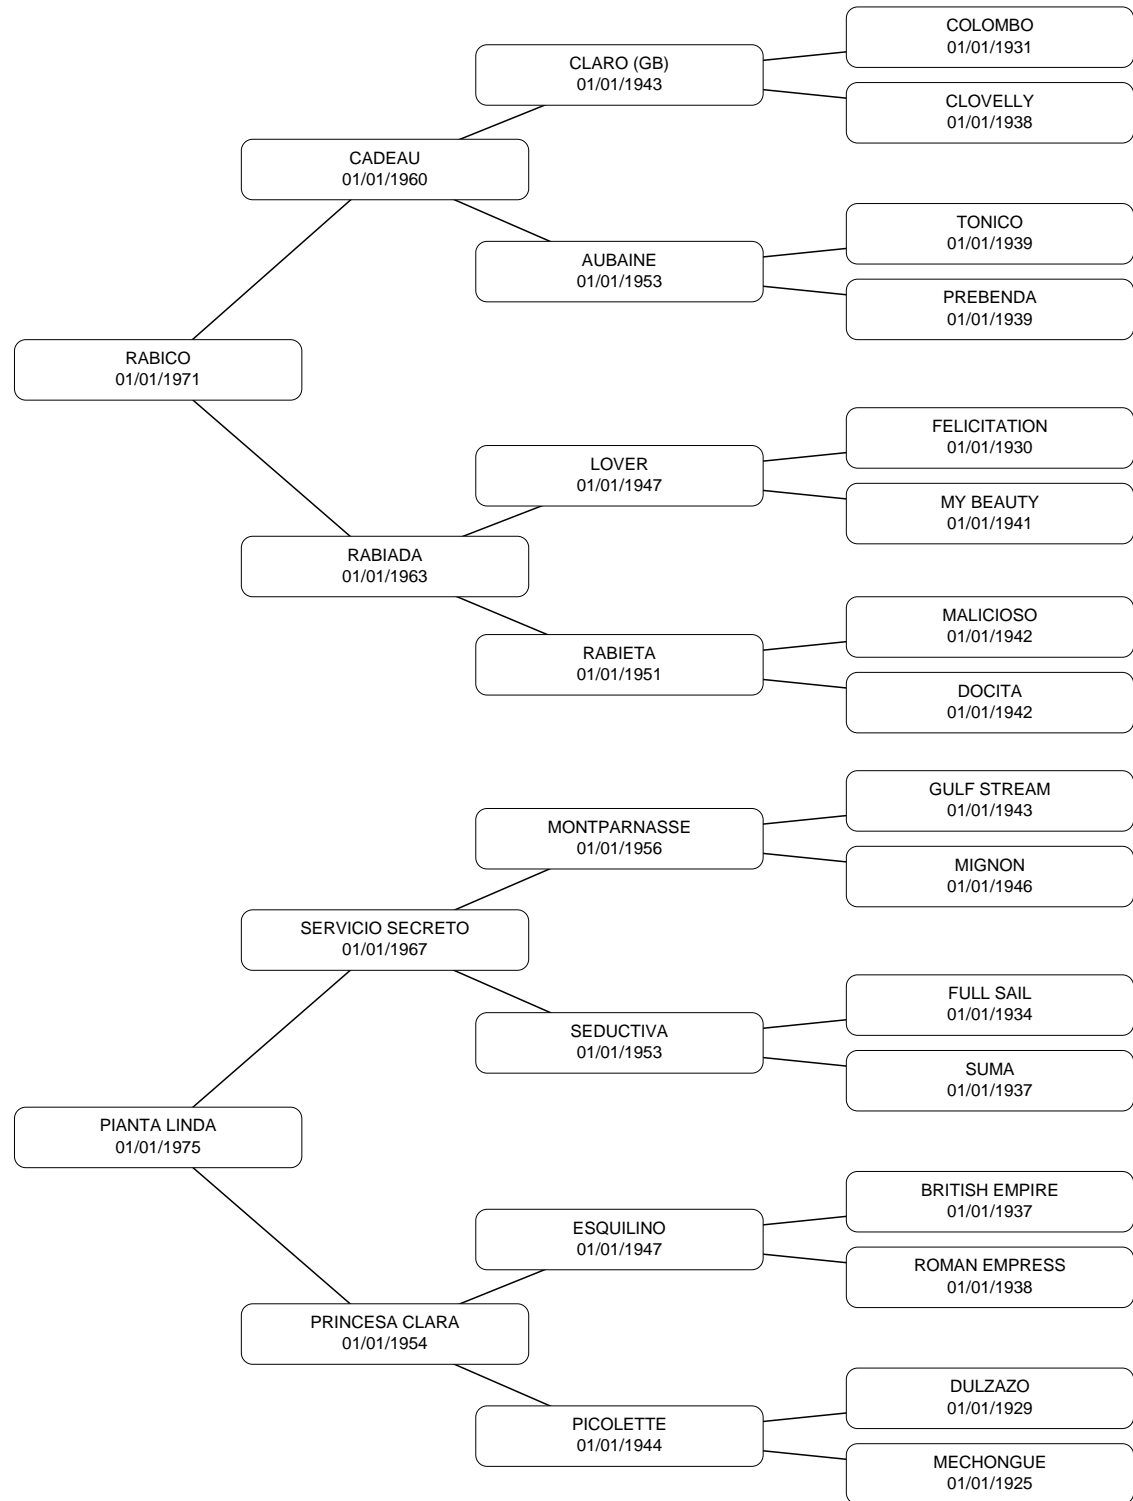 COLOMBO
01/01/1931
CLARO (GB)
01/01/1943
CLOVELLY
01/01/1938
CADEAU
01/01/1960
TONICO
01/01/1939
AUBAINE
01/01/1953
PREBENDA
01/01/1939
RABICO
01/01/1971
FELICITATION
01/01/1930
LOVER
01/01/1947
MY BEAUTY
01/01/1941
RABIADA
01/01/1963
MALICIOSO
01/01/1942
RABIETA
01/01/1951
DOCITA
01/01/1942
GULF STREAM
01/01/1943
MONTPARNASSE
01/01/1956
MIGNON
01/01/1946
SERVICIO SECRETO
01/01/1967
FULL SAIL
01/01/1934
SEDUCTIVA
01/01/1953
SUMA
01/01/1937
PIANTA LINDA
01/01/1975
BRITISH EMPIRE
01/01/1937
ESQUILINO
01/01/1947
ROMAN EMPRESS
01/01/1938
PRINCESA CLARA
01/01/1954
DULZAZO
01/01/1929
PICOLETTE
01/01/1944
MECHONGUE
01/01/1925